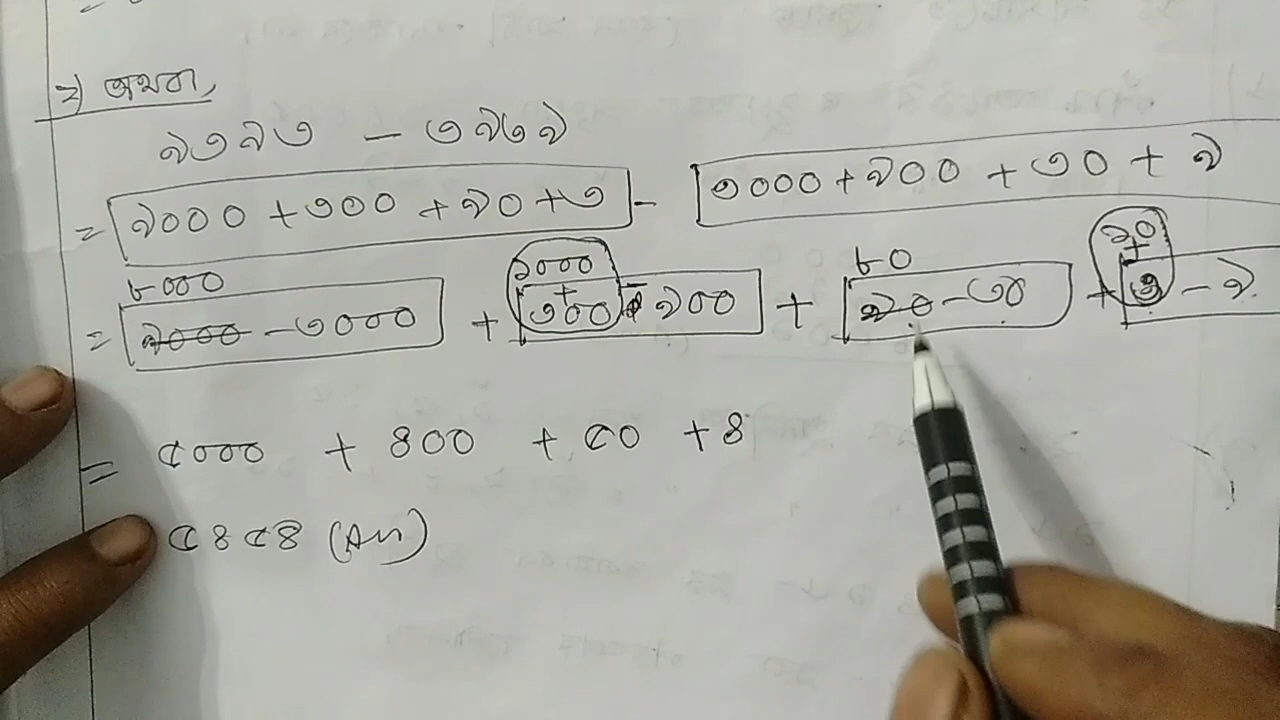 ২) অথবা,
৯৩৯৩ - ৩৯৩৯
= ৯০০০ + ৩০০ + ৯০ + ৩ - ৩০০০ + ৯০০ + ৩০ + ৯
৮০০০ ১০০০ + ৮০ ১০ +
= ৯০০০ - ৩০০০ + ৩০০ - ৯০০ + ৯০ - ৩০ + ৩ - ৯
= ৫০০০ + ৪০০ + ৫০ + ৪
৫৪৫৪ (Ans)